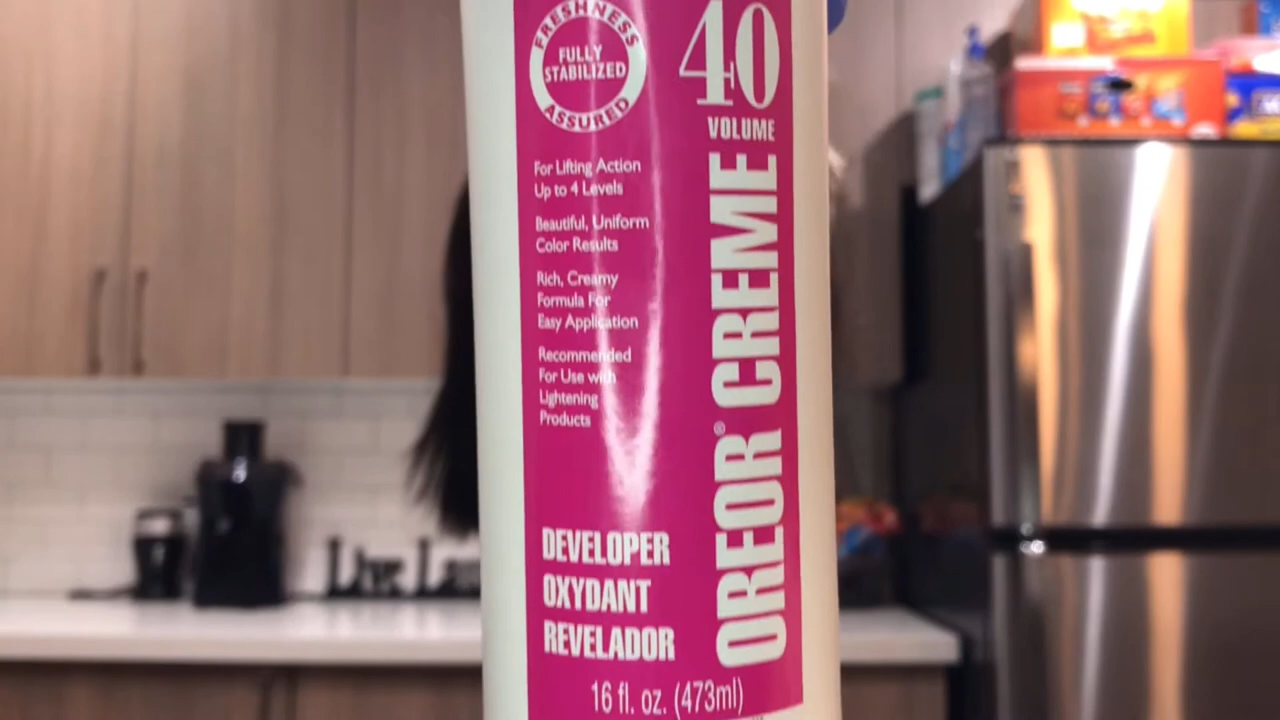 FRESHNESS
FULLY
STABILIZED
ASSURED
40
VOLUME
OREOR® CREME
For Lifting Action
Up to 4 Levels
Beautiful, Uniform
Color Results
Rich, Creamy
Formula For
Easy Application
Recommended
For Use with
Lightening
Products
DEVELOPER
OXYDANT
REVELADOR
16 fl. oz. (473ml)